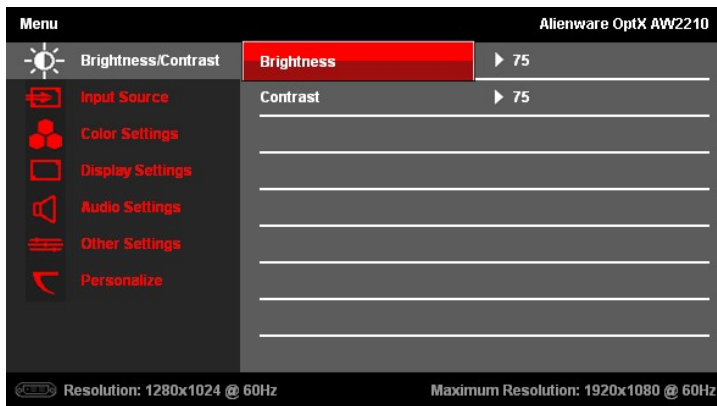 Menu Alienware OptX AW2210
Brightness/Contrast Brightness 75
Input Source Contrast 75
Color Settings
Display Settings
Audio Settings
Other Settings
Personalize
Resolution: 1280x1024 @ 60Hz Maximum Resolution: 1920x1080 @ 60Hz